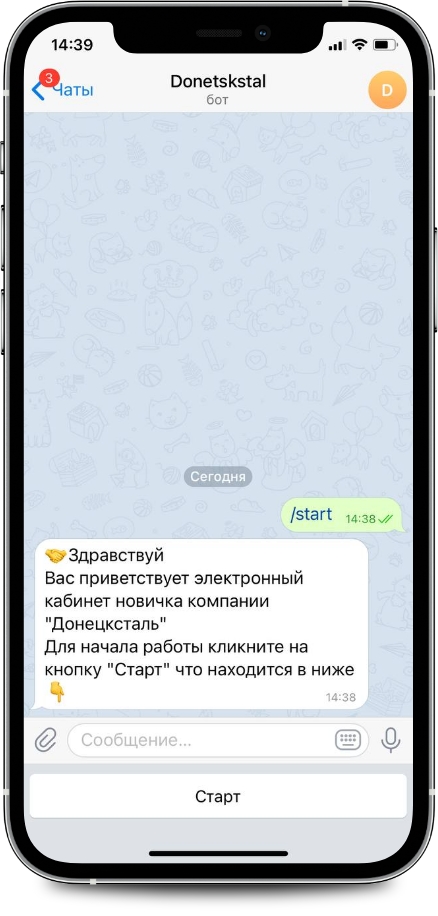 14:39
3
Чаты
Donetskstal
бот
D
Сегодня
/start 14:38
🤝Здравствуй
Вас приветствует электронный
кабинет новичка компании
"Донецксталь"
Для начала работы кликните на
кнопку "Старт" что находится в ниже
👇
14:38
Сообщение...
Старт